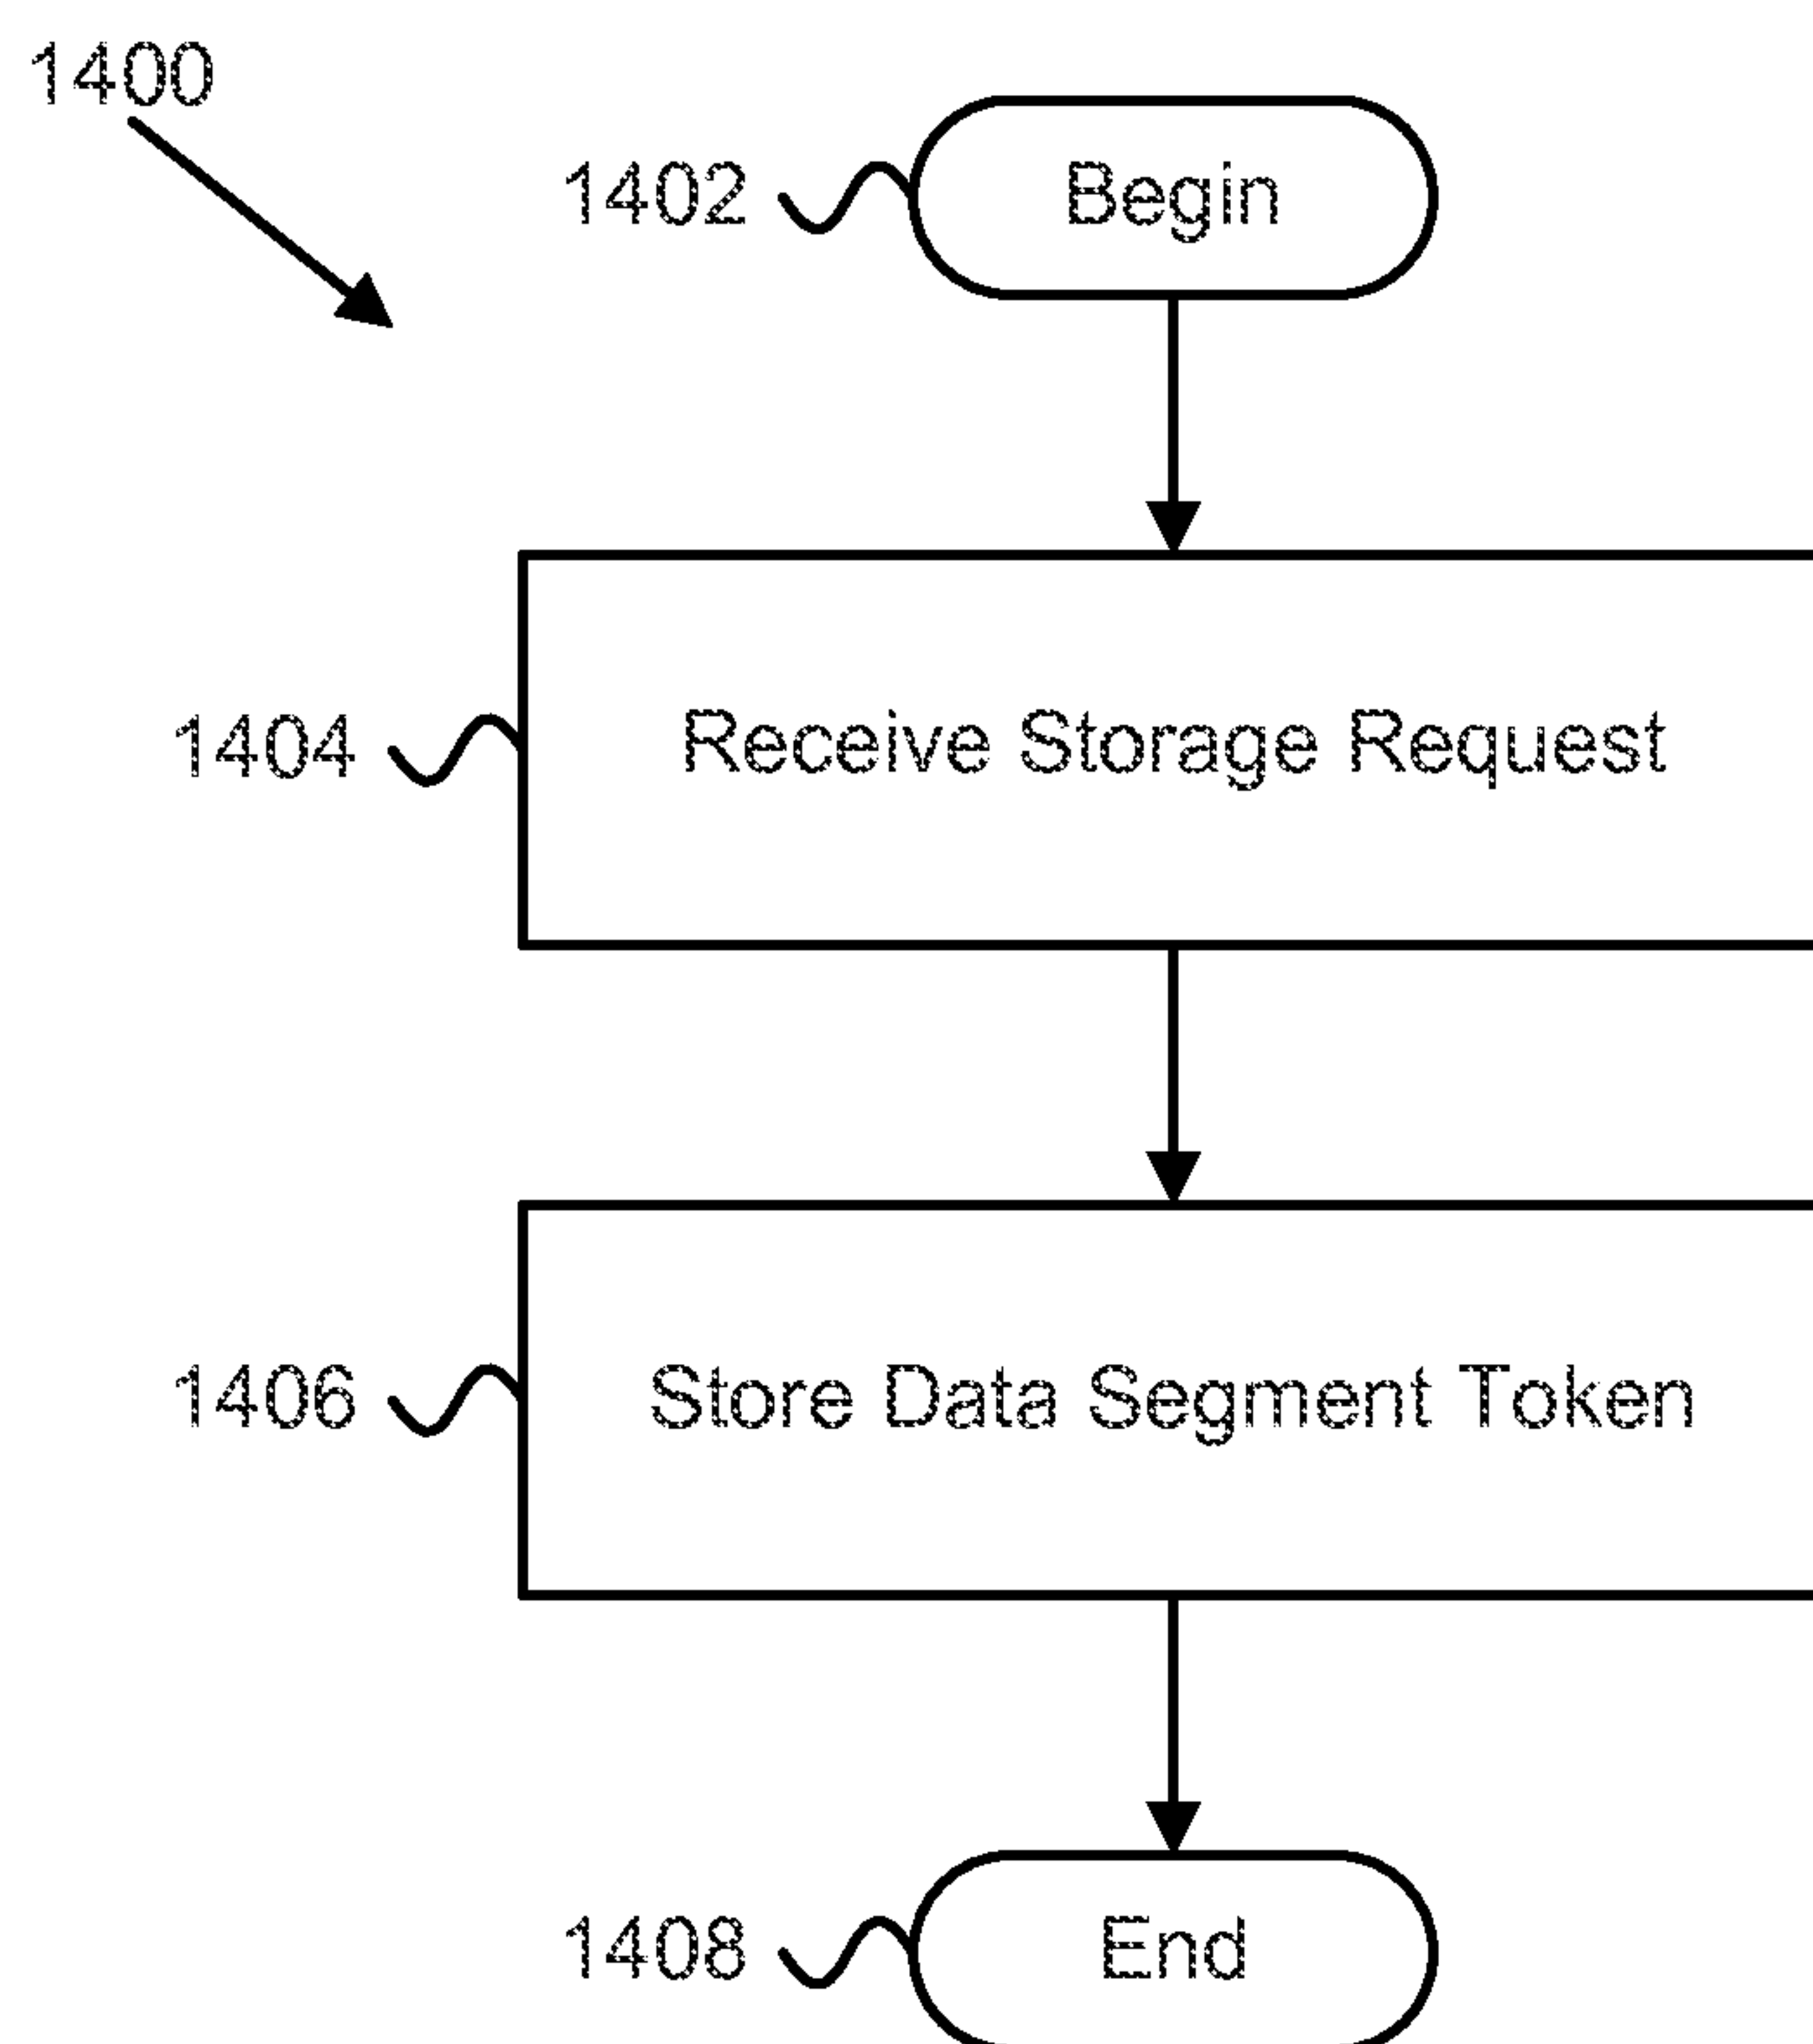 1400
1402 Begin
1404 Receive Storage Request
1406 Store Data Segment Token
1408 End